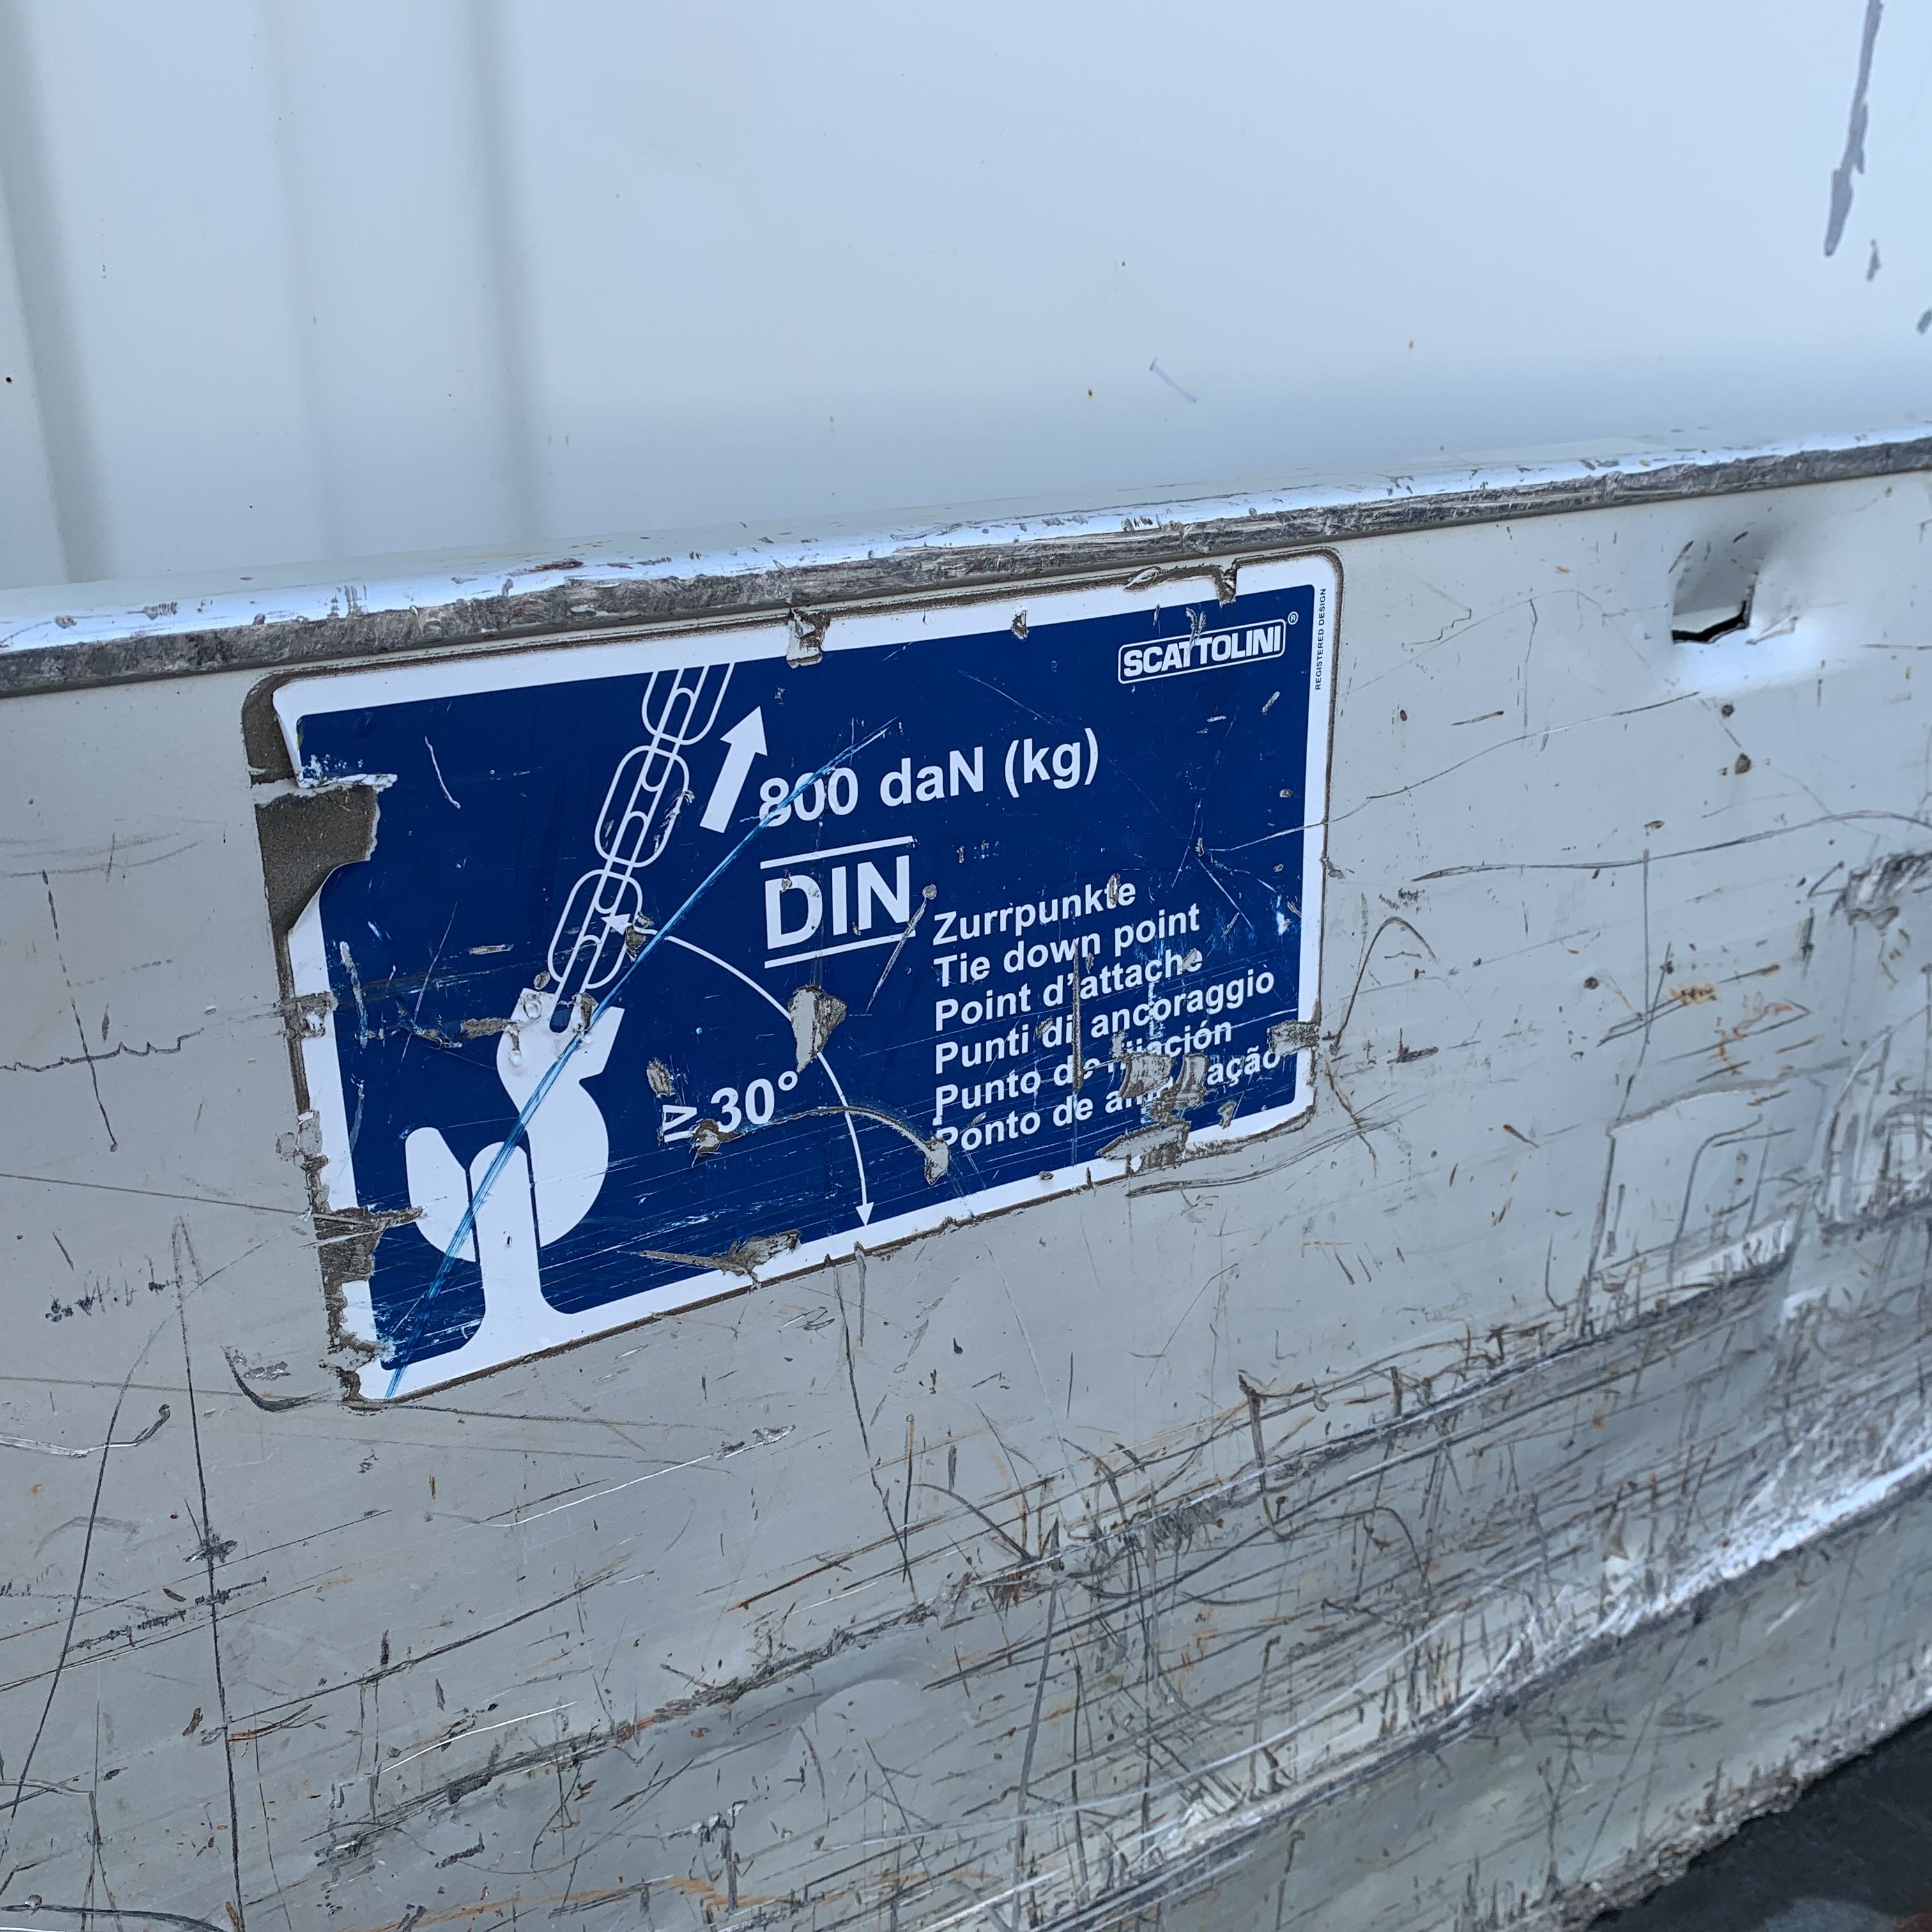 SCATTOLINI®
REGISTERED DESIGN
800 daN (kg)
DIN
Zurrpunkte
Tie down point
Point d'attache
Punti di ancoraggio
Punto de
Ponto de
≥ 30°